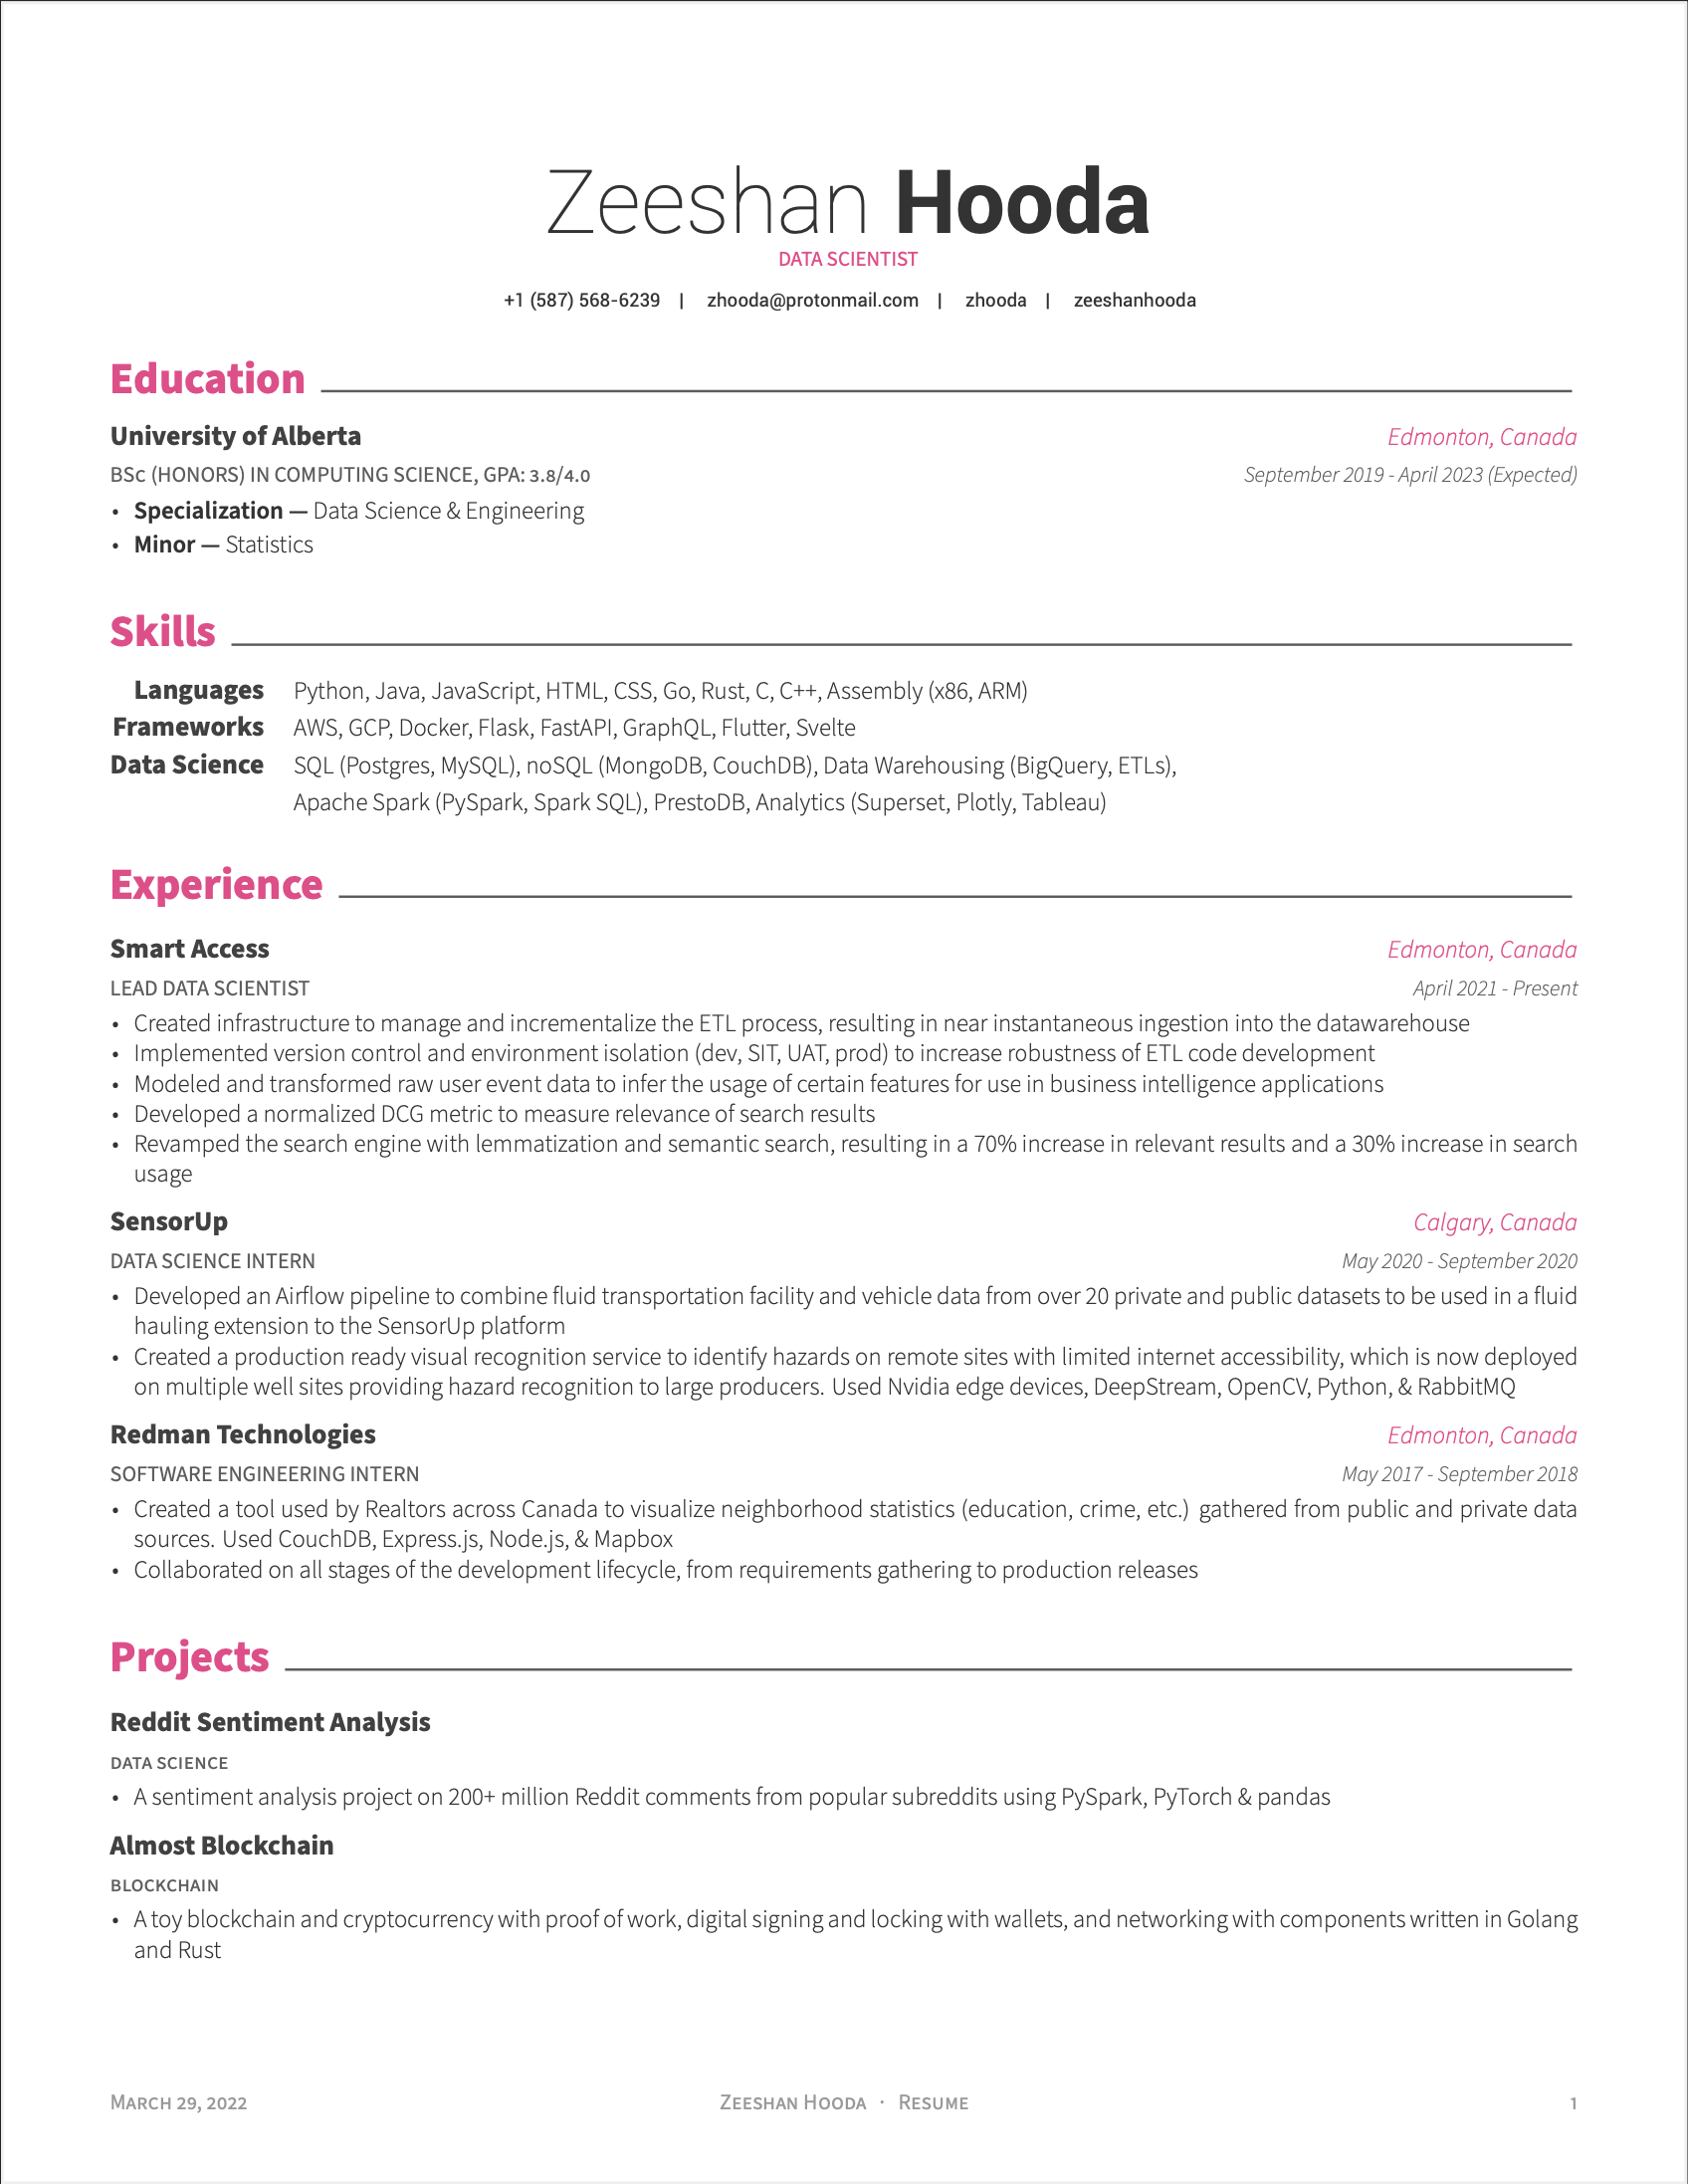 Zeeshan Hooda
DATA SCIENTIST
+1 (587) 568-6239 | zhooda@protonmail.com | zhooda | zeeshanhooda
Education
University of Alberta Edmonton, Canada
BSc (HONORS) IN COMPUTING SCIENCE, GPA: 3.8/4.0 September 2019 - April 2023 (Expected)
• Specialization — Data Science & Engineering
• Minor — Statistics
Skills
Languages Python, Java, JavaScript, HTML, CSS, Go, Rust, C, C++, Assembly (x86, ARM)
Frameworks AWS, GCP, Docker, Flask, FastAPI, GraphQL, Flutter, Svelte
Data Science SQL (Postgres, MySQL), noSQL (MongoDB, CouchDB), Data Warehousing (BigQuery, ETLs),
Apache Spark (PySpark, Spark SQL), PrestoDB, Analytics (Superset, Plotly, Tableau)
Experience
Smart Access Edmonton, Canada
LEAD DATA SCIENTIST April 2021 - Present
• Created infrastructure to manage and incrementalize the ETL process, resulting in near instantaneous ingestion into the datawarehouse
• Implemented version control and environment isolation (dev, SIT, UAT, prod) to increase robustness of ETL code development
• Modeled and transformed raw user event data to infer the usage of certain features for use in business intelligence applications
• Developed a normalized DCG metric to measure relevance of search results
• Revamped the search engine with lemmatization and semantic search, resulting in a 70% increase in relevant results and a 30% increase in search
usage
SensorUp Calgary, Canada
DATA SCIENCE INTERN May 2020 - September 2020
• Developed an Airflow pipeline to combine fluid transportation facility and vehicle data from over 20 private and public datasets to be used in a fluid
hauling extension to the SensorUp platform
• Created a production ready visual recognition service to identify hazards on remote sites with limited internet accessibility, which is now deployed
on multiple well sites providing hazard recognition to large producers. Used Nvidia edge devices, DeepStream, OpenCV, Python, & RabbitMQ
Redman Technologies Edmonton, Canada
SOFTWARE ENGINEERING INTERN May 2017 - September 2018
• Created a tool used by Realtors across Canada to visualize neighborhood statistics (education, crime, etc.) gathered from public and private data
sources. Used CouchDB, Express.js, Node.js, & Mapbox
• Collaborated on all stages of the development lifecycle, from requirements gathering to production releases
Projects
Reddit Sentiment Analysis
DATA SCIENCE
• A sentiment analysis project on 200+ million Reddit comments from popular subreddits using PySpark, PyTorch & pandas
Almost Blockchain
BLOCKCHAIN
• A toy blockchain and cryptocurrency with proof of work, digital signing and locking with wallets, and networking with components written in Golang
and Rust
MARCH 29, 2022 ZEESHAN HOODA · RESUME 1